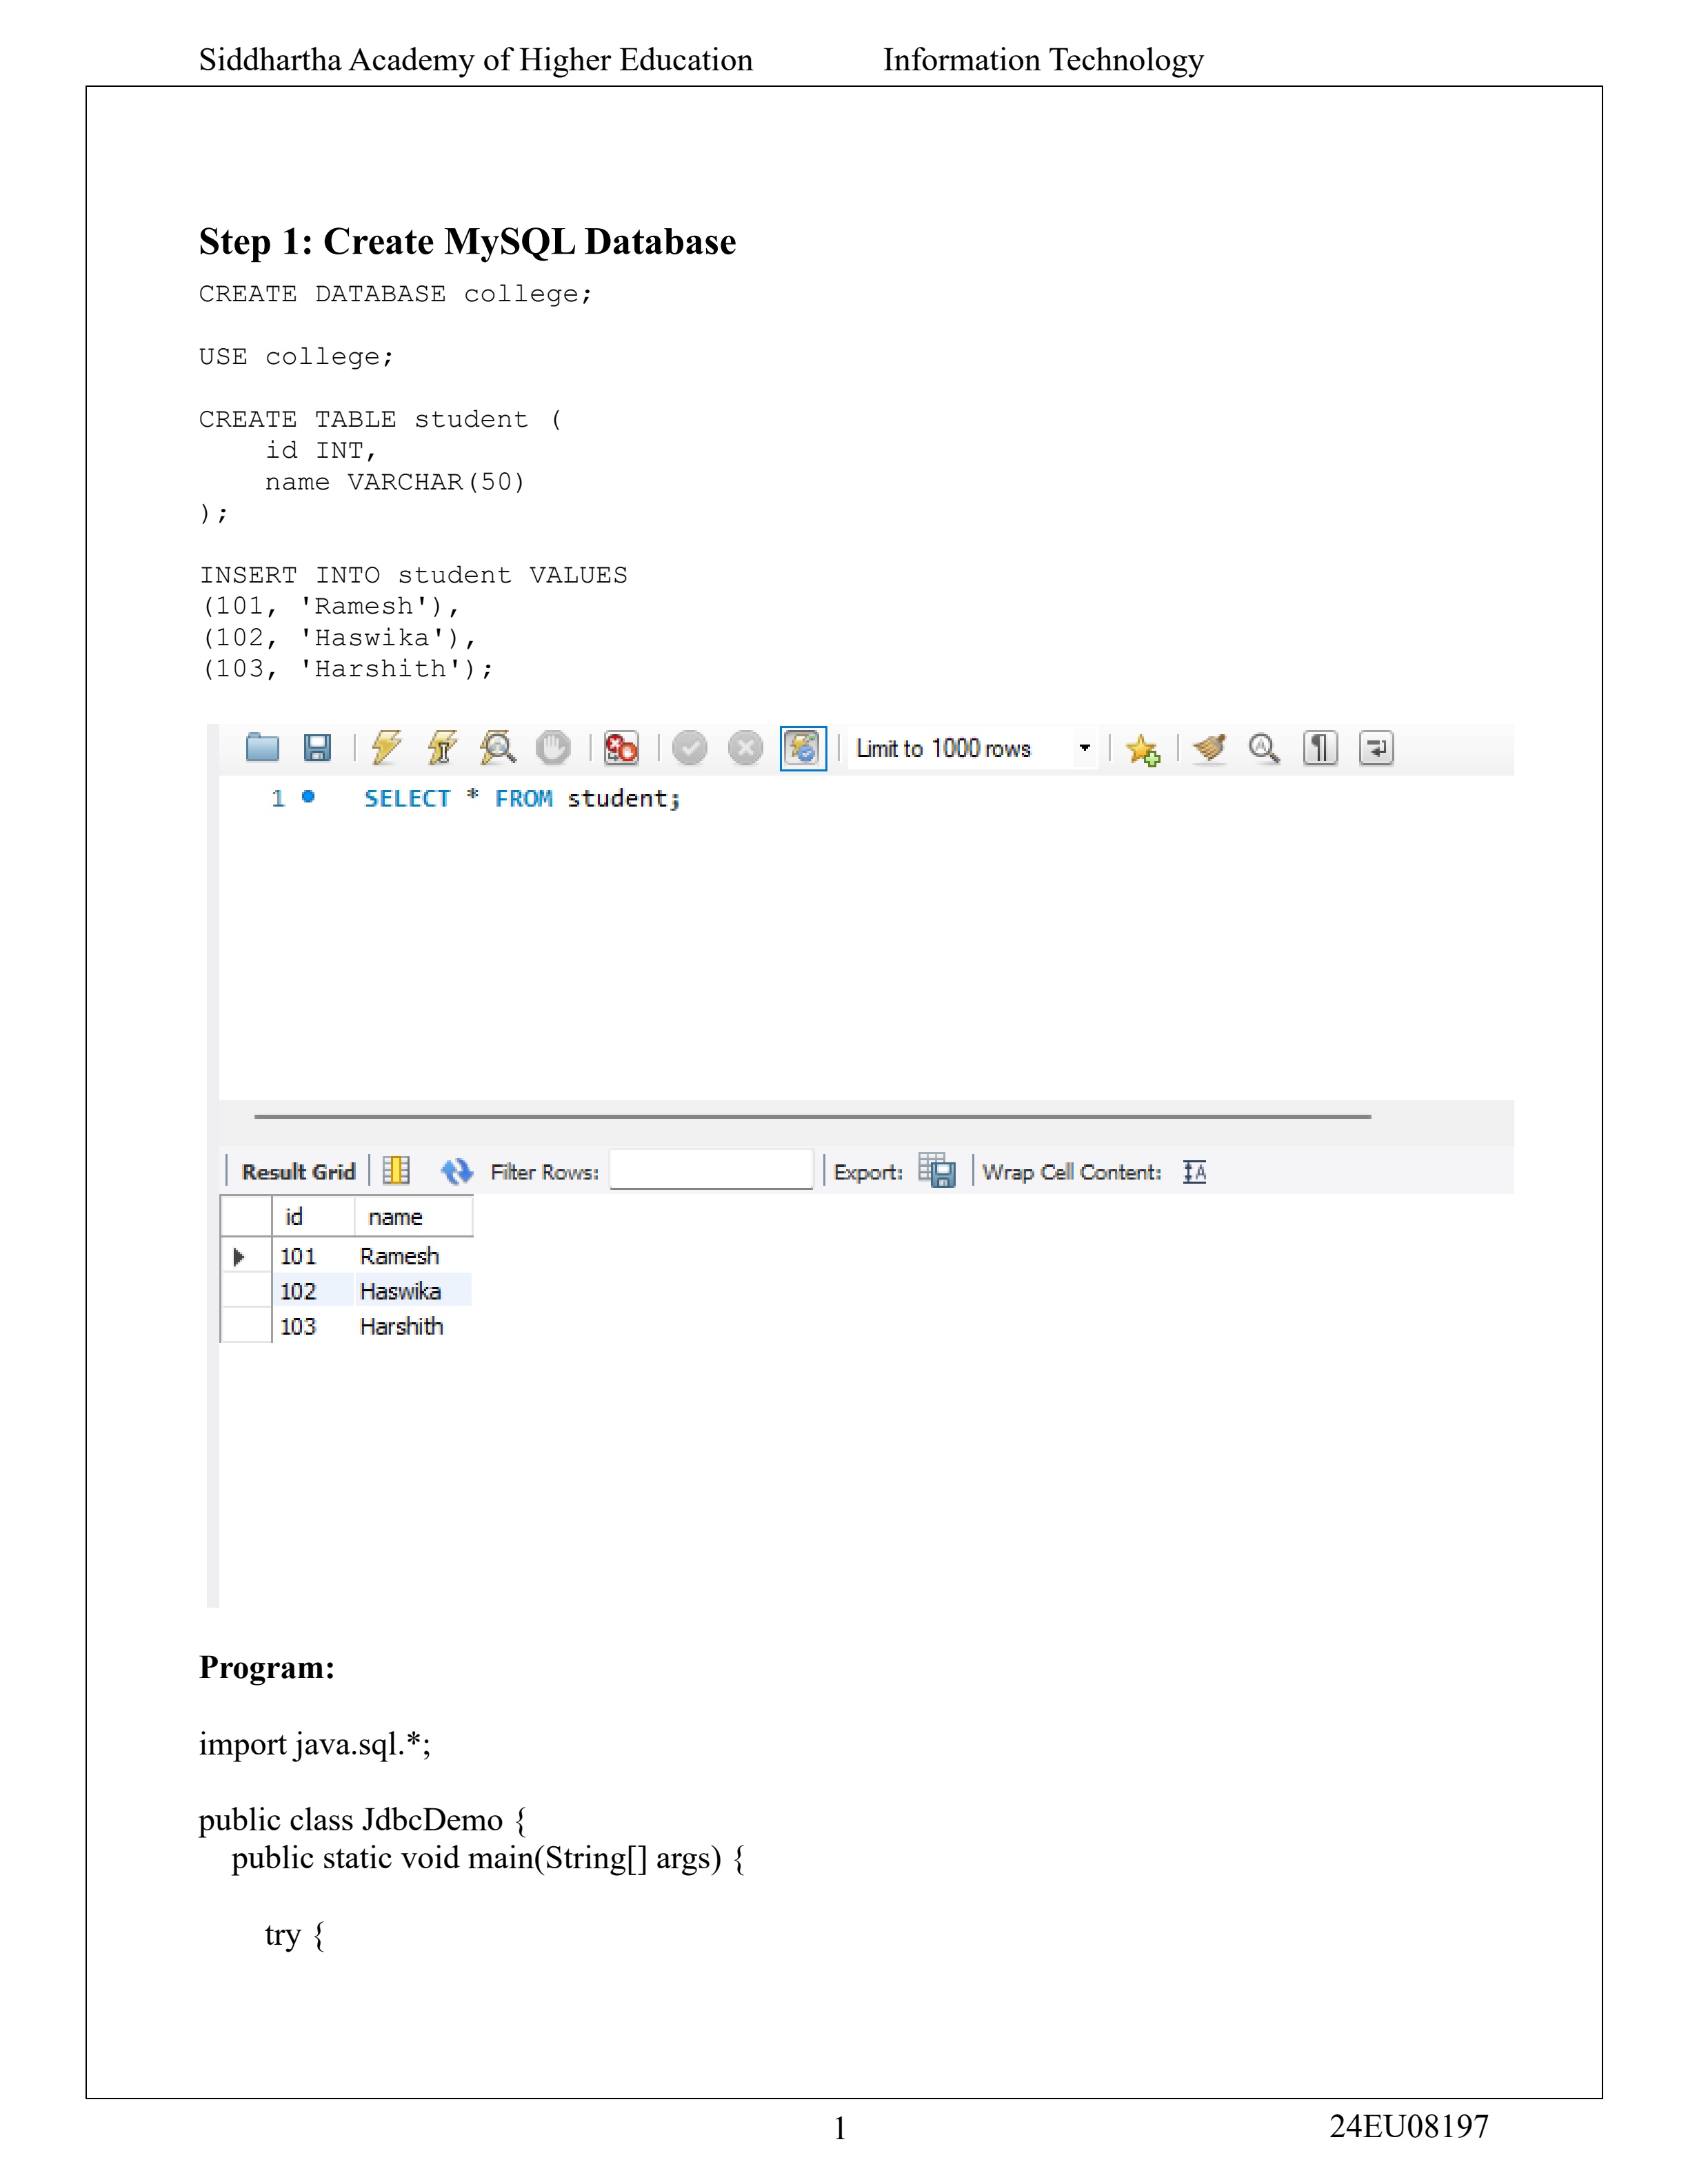 Siddhartha Academy of Higher Education Information Technology
Step 1: Create MySQL Database
CREATE DATABASE college;
USE college;
CREATE TABLE student (
    id INT,
    name VARCHAR(50)
);
INSERT INTO student VALUES
(101, 'Ramesh'),
(102, 'Haswika'),
(103, 'Harshith');
Limit to 1000 rows
1 SELECT * FROM student;
Result Grid Filter Rows: Export: Wrap Cell Content:
id name
101 Ramesh
102 Haswika
103 Harshith
Program:
import java.sql.*;
public class JdbcDemo {
    public static void main(String[] args) {
        try {
1 24EU08197